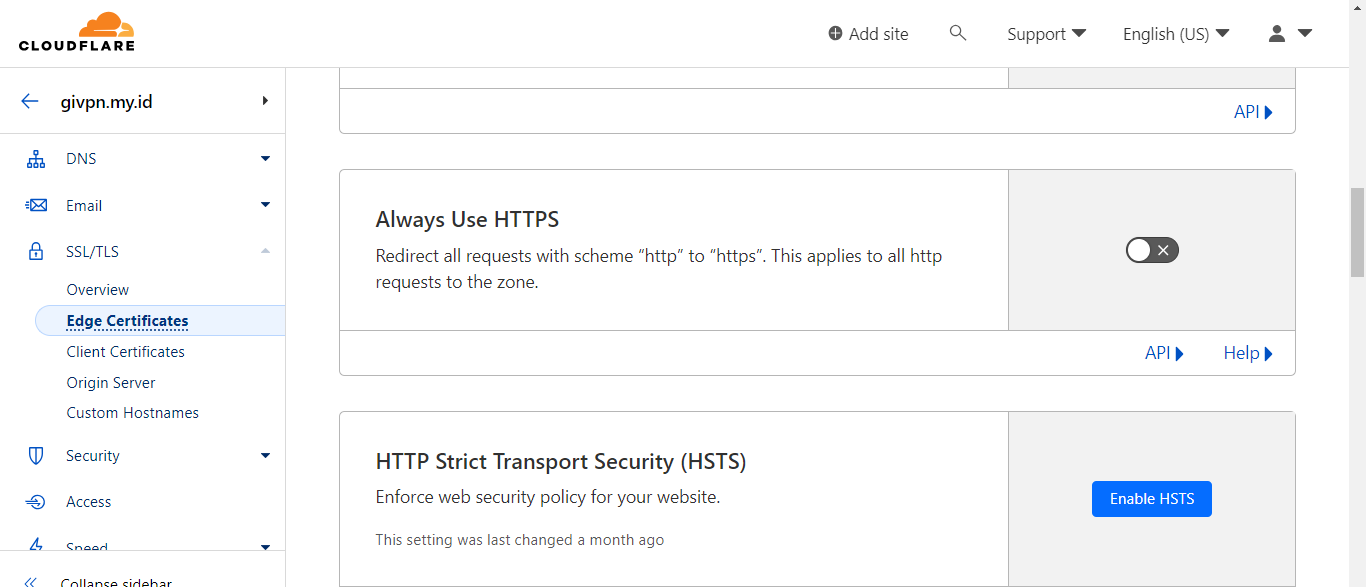 CLOUDFLARE
Add site
Support
English (US)
givpn.my.id
DNS
Email
SSL/TLS
Overview
Edge Certificates
Client Certificates
Origin Server
Custom Hostnames
Security
Access
Speed
Collapse sidebar
API
Always Use HTTPS
Redirect all requests with scheme “http” to “https”. This applies to all http
requests to the zone.
API
Help
HTTP Strict Transport Security (HSTS)
Enforce web security policy for your website.
This setting was last changed a month ago
Enable HSTS